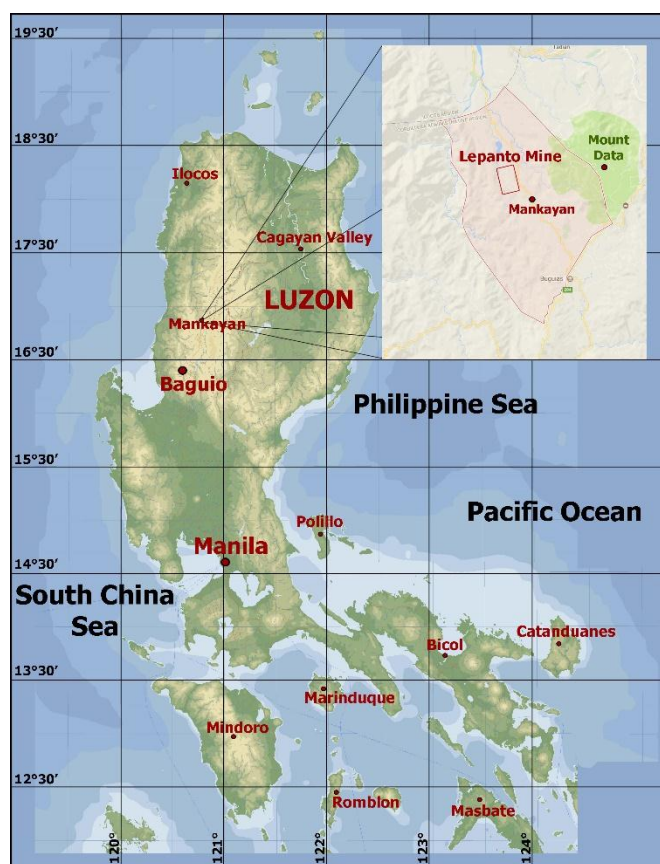 19°30’
18°30’
17°30’
16°30’
15°30’
14°30’
13°30’
12°30’
Tadian
Lepanto Mine
Mount
Data
Mankayan
Buguias
Ilocos
Cagayan Valley
LUZON
Mankayan
Baguio
Philippine Sea
Pacific Ocean
Polillo
Manila
South China
Sea
Bicol
Catanduanes
Marinduque
Mindoro
Romblon
Masbate
120°
121°
122°
123°
124°